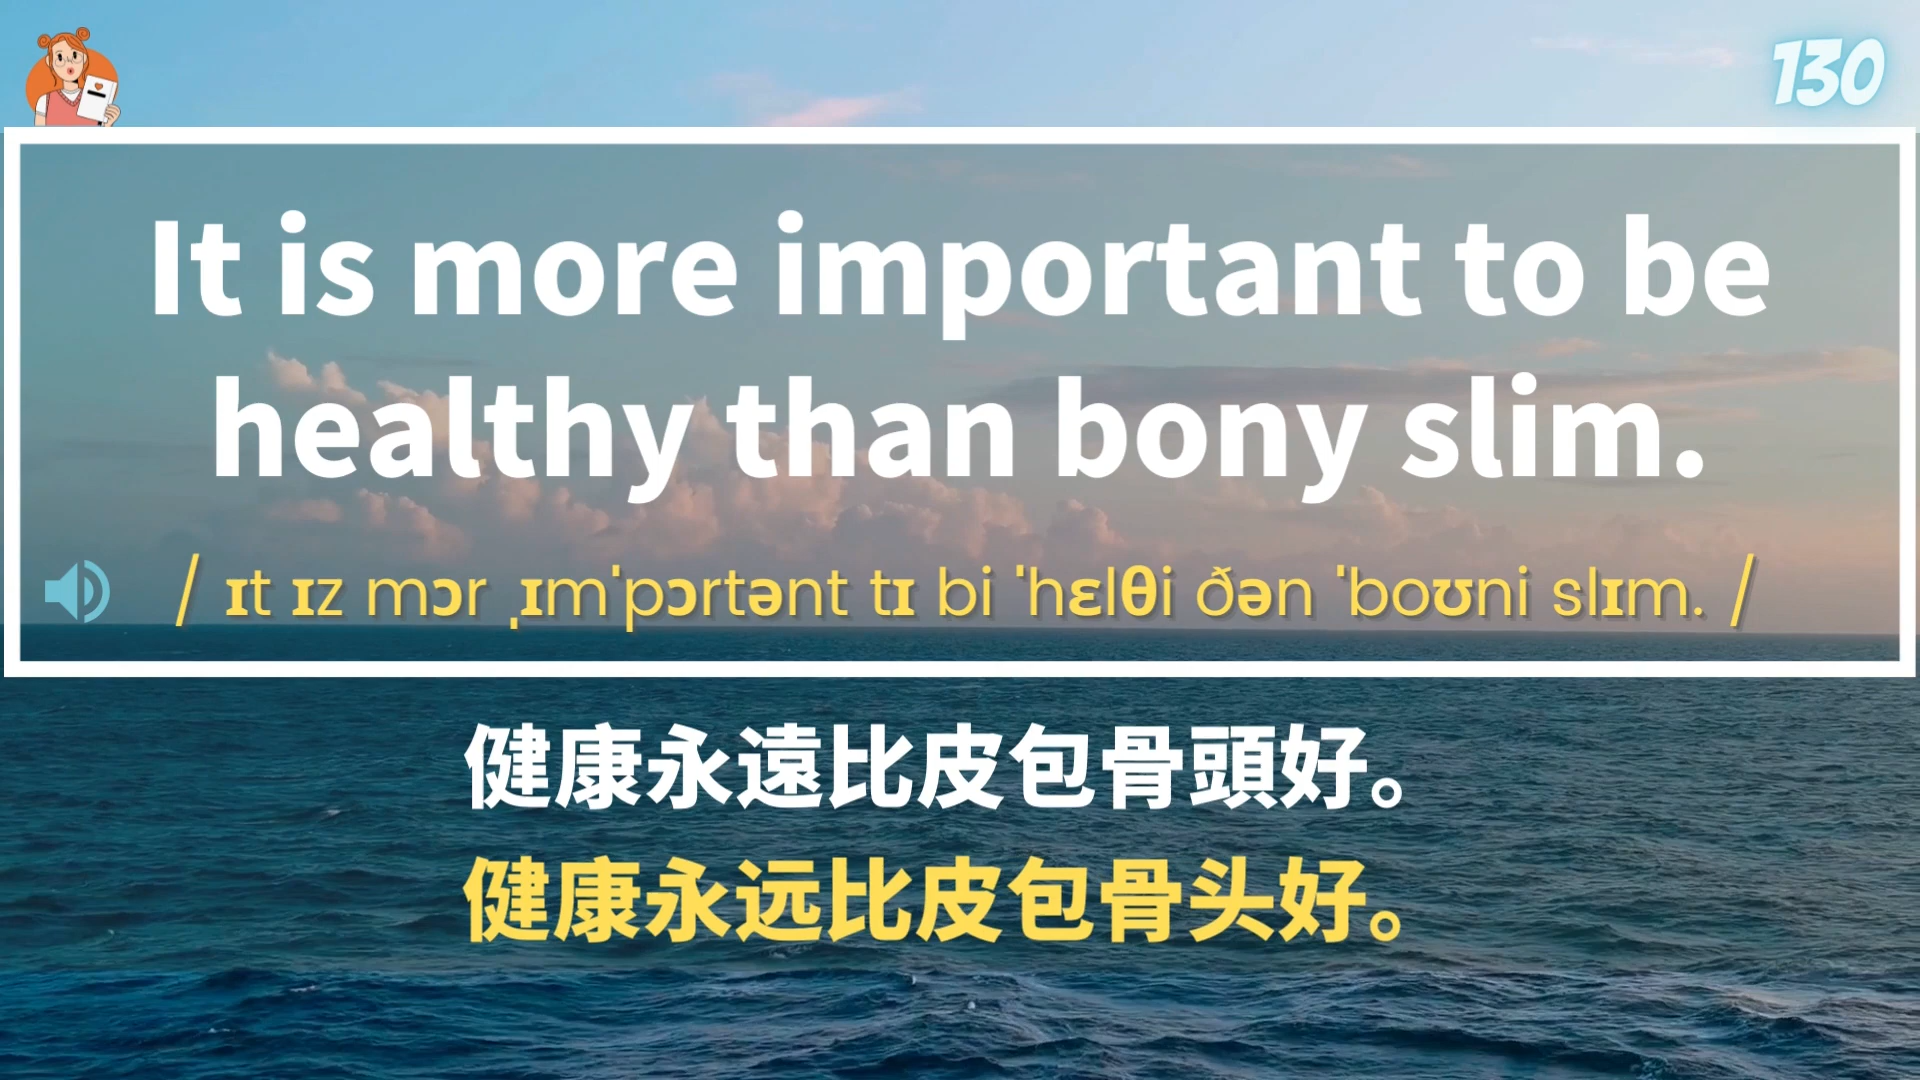 130
It is more important to be
healthy than bony slim.
/ ɪt ɪz mɔr ˌɪmˈpɔrtənt tɪ bi ˈhɛlθi ðən ˈboʊni slɪm. /
健康永遠比皮包骨頭好。
健康永远比皮包骨头好。